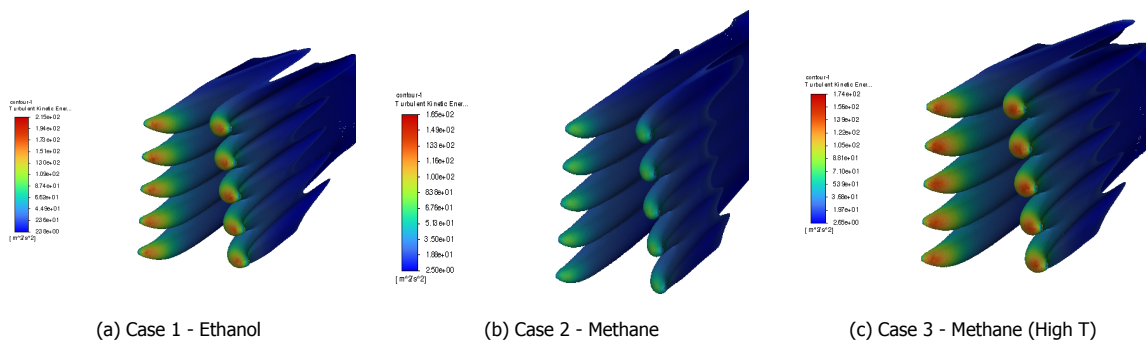 contour-1
Turbulent Kinetic Ener...
2.15e+02
1.94e+02
1.73e+02
1.51e+02
1.30e+02
1.09e+02
8.74e+01
6.62e+01
4.49e+01
2.36e+01
2.38e+00
[ m^2/s^2 ]
(a) Case 1 - Ethanol
contour-1
Turbulent Kinetic Ener...
1.65e+02
1.49e+02
1.33e+02
1.16e+02
1.00e+02
8.38e+01
6.76e+01
5.13e+01
3.50e+01
1.88e+01
2.50e+00
[ m^2/s^2 ]
(b) Case 2 - Methane
contour-1
Turbulent Kinetic Ener...
1.74e+02
1.56e+02
1.39e+02
1.22e+02
1.05e+02
8.81e+01
7.10e+01
5.39e+01
3.68e+01
1.97e+01
2.65e+00
[ m^2/s^2 ]
(c) Case 3 - Methane (High T)